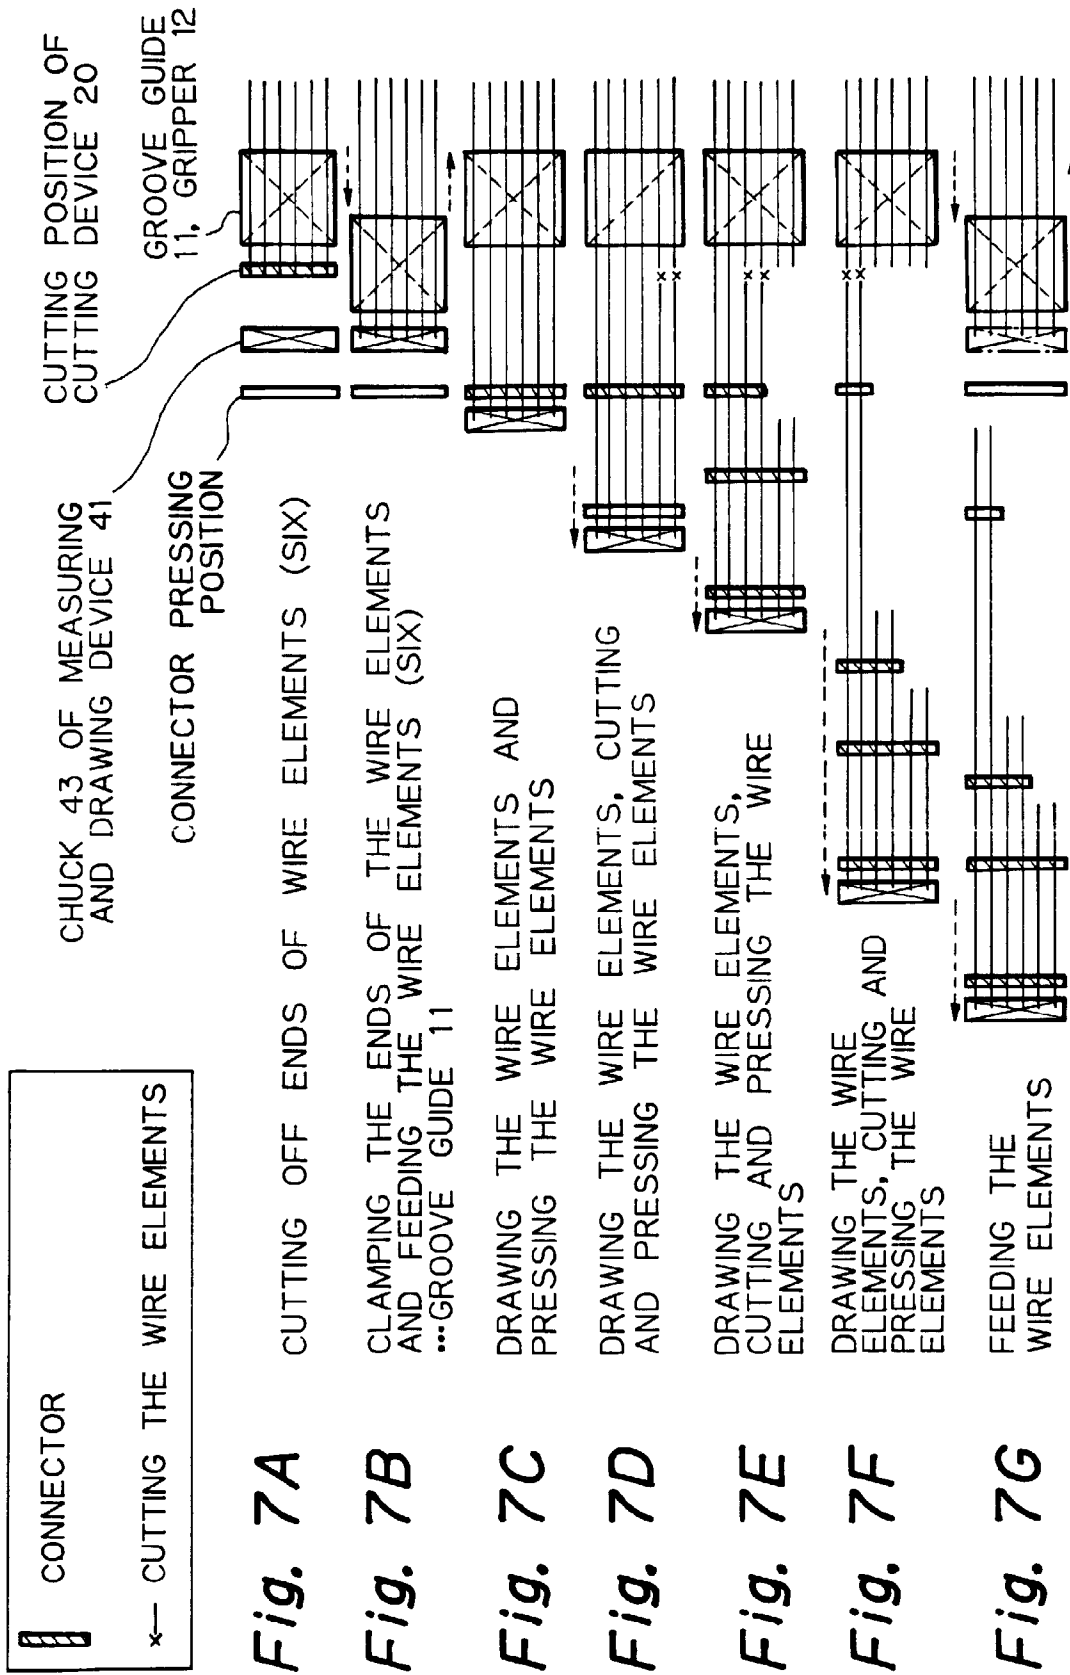 CONNECTOR
×— CUTTING THE WIRE ELEMENTS
CHUCK 43 OF MEASURING
AND DRAWING DEVICE 41
CUTTING POSITION OF
CUTTING DEVICE 20
CONNECTOR PRESSING
POSITION
GROOVE GUIDE
11, GRIPPER 12
Fig. 7A
CUTTING OFF ENDS OF WIRE ELEMENTS (SIX)
Fig. 7B
CLAMPING THE ENDS OF THE WIRE ELEMENTS
AND FEEDING THE WIRE ELEMENTS (SIX)
•••GROOVE GUIDE 11
Fig. 7C
DRAWING THE WIRE ELEMENTS AND
PRESSING THE WIRE ELEMENTS
Fig. 7D
DRAWING THE WIRE ELEMENTS, CUTTING
AND PRESSING THE WIRE ELEMENTS
Fig. 7E
DRAWING THE WIRE ELEMENTS,
CUTTING AND PRESSING THE WIRE
ELEMENTS
Fig. 7F
DRAWING THE WIRE
ELEMENTS, CUTTING AND
PRESSING THE WIRE
ELEMENTS
Fig. 7G
FEEDING THE
WIRE ELEMENTS